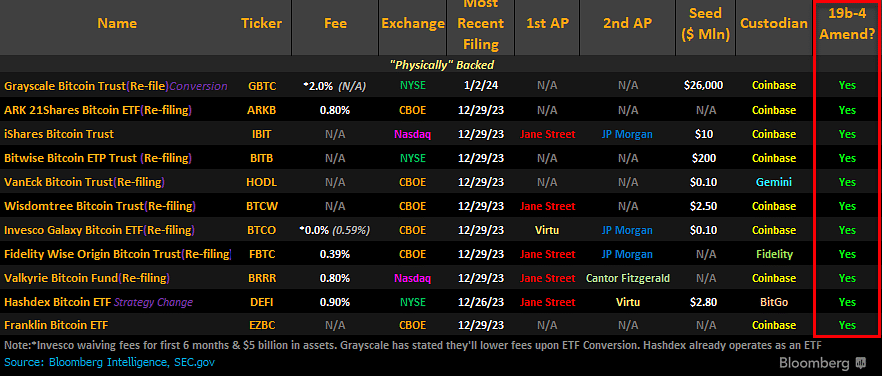 Name Ticker Fee Exchange Most Recent Filing 1st AP 2nd AP Seed ($ Mln) Custodian 19b-4 Amend?
"Physically" Backed
Grayscale Bitcoin Trust(Re-file)Conversion GBTC *2.0% (N/A) NYSE 1/2/24 N/A N/A $26,000 Coinbase Yes
ARK 21Shares Bitcoin ETF(Re-filing) ARKB 0.80% CBOE 12/29/23 N/A N/A N/A Coinbase Yes
iShares Bitcoin Trust IBIT N/A Nasdaq 12/29/23 Jane Street JP Morgan $10 Coinbase Yes
Bitwise Bitcoin ETP Trust (Re-filing) BITB N/A NYSE 12/29/23 N/A N/A $200 Coinbase Yes
VanEck Bitcoin Trust(Re-filing) HODL N/A CBOE 12/29/23 N/A N/A $0.10 Gemini Yes
Wisdomtree Bitcoin Trust(Re-filing) BTCW N/A CBOE 12/29/23 Jane Street N/A $2.50 Coinbase Yes
Invesco Galaxy Bitcoin ETF(Re-filing) BTCO *0.0% (0.59%) CBOE 12/29/23 Virtu JP Morgan $0.10 Coinbase Yes
Fidelity Wise Origin Bitcoin Trust(Re-filing) FBTC 0.39% CBOE 12/29/23 Jane Street JP Morgan N/A Fidelity Yes
Valkyrie Bitcoin Fund(Re-filing) BRRR 0.80% Nasdaq 12/29/23 Jane Street Cantor Fitzgerald N/A Coinbase Yes
Hashdex Bitcoin ETF Strategy Change DEFI 0.90% NYSE 12/26/23 Jane Street Virtu $2.80 BitGo Yes
Franklin Bitcoin ETF EZBC N/A CBOE 12/29/23 N/A N/A N/A Coinbase Yes
Note:*Invesco waiving fees for first 6 months & $5 billion in assets. Grayscale has stated they'll lower fees upon ETF Conversion. Hashdex already operates as an ETF
Source: Bloomberg Intelligence, SEC.gov
Bloomberg